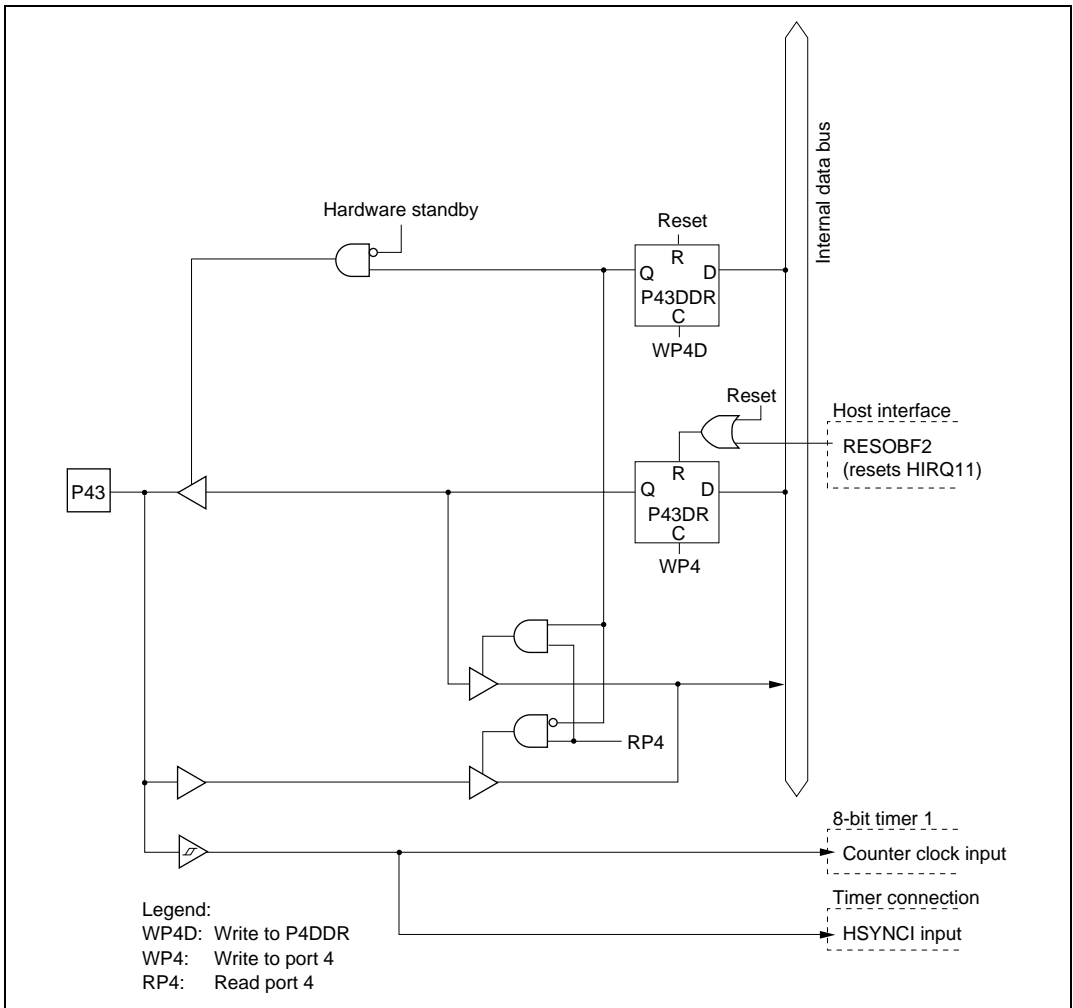 Internal data bus
Hardware standby
Reset
R
Q D
P43DDR
C
WP4D
Reset
Host interface
RESOBF2
(resets HIRQ11)
R
P43
Q D
P43DR
C
WP4
RP4
8-bit timer 1
Counter clock input
Timer connection
HSYNCI input
Legend:
WP4D: Write to P4DDR
WP4: Write to port 4
RP4: Read port 4